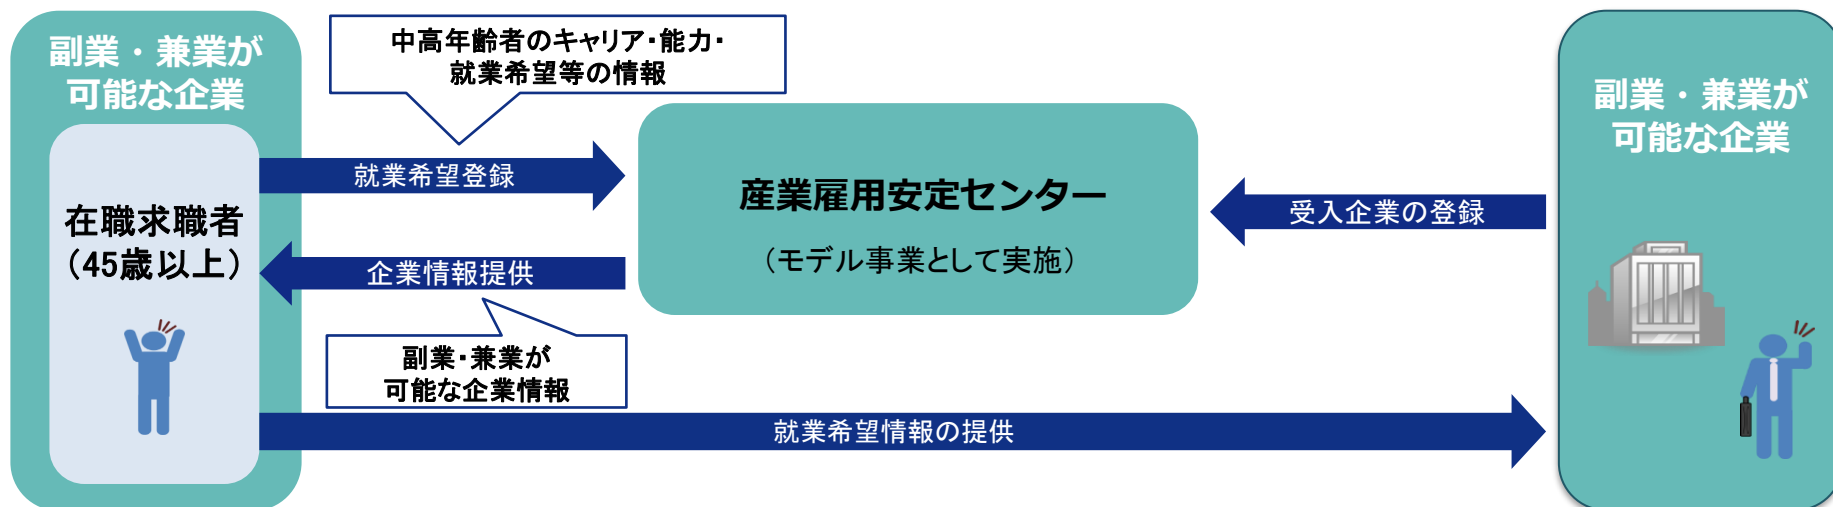 副業・兼業が
可能な企業
在職求職者
（45歳以上）
中高年齢者のキャリア・能力・
就業希望等の情報
就業希望登録
企業情報提供
副業・兼業が
可能な企業情報
産業雇用安定センター
（モデル事業として実施）
受入企業の登録
就業希望情報の提供
副業・兼業が
可能な企業